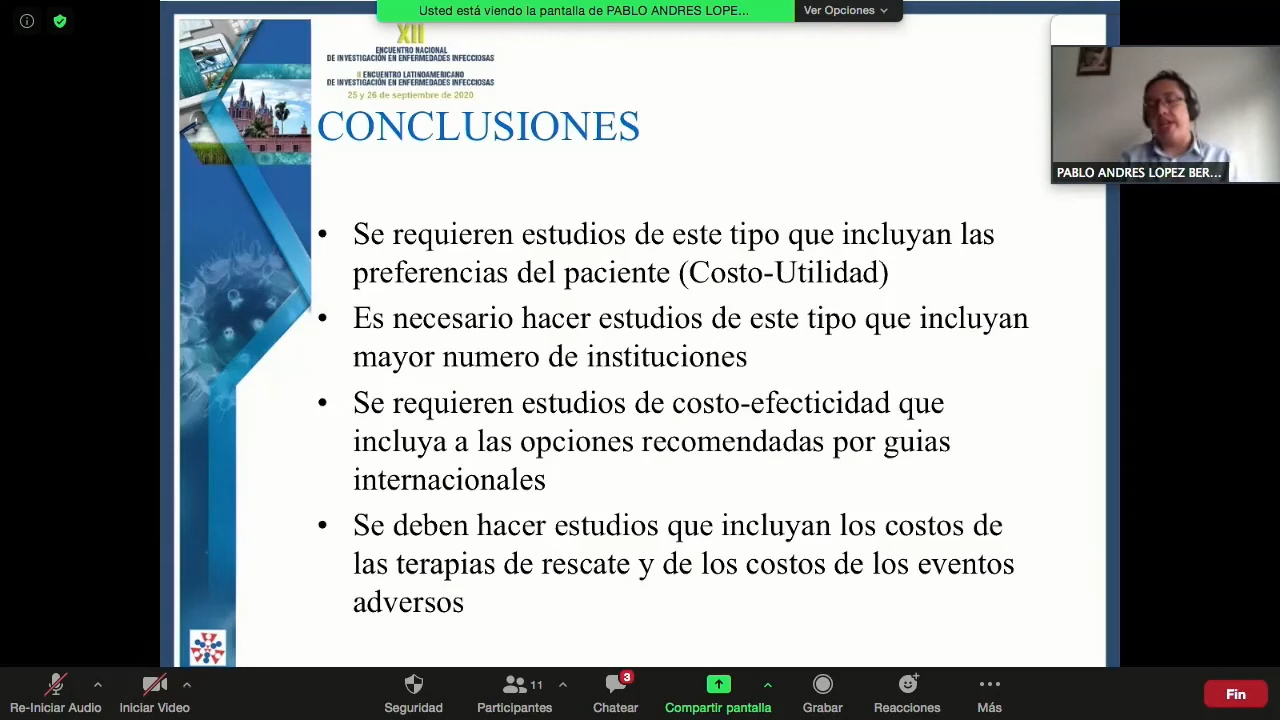 Usted está viendo la pantalla de PABLO ANDRES LOPE...
Ver Opciones
XII
ENCUENTRO NACIONAL
DE INVESTIGACIÓN EN ENFERMEDADES INFECCIOSAS
II ENCUENTRO LATINOAMERICANO
DE INVESTIGACIÓN EN ENFERMEDADES INFECCIOSAS
25 y 26 de septiembre de 2020
CONCLUSIONES
PABLO ANDRES LOPEZ BER...
• Se requieren estudios de este tipo que incluyan las
preferencias del paciente (Costo-Utilidad)
• Es necesario hacer estudios de este tipo que incluyan
mayor numero de instituciones
• Se requieren estudios de costo-efecticidad que
incluya a las opciones recomendadas por guias
internacionales
• Se deben hacer estudios que incluyan los costos de
las terapias de rescate y de los costos de los eventos
adversos
Re-Iniciar Audio
Iniciar Video
Seguridad
11
Participantes
3
Chatear
Compartir pantalla
Grabar
Reacciones
Más
Fin